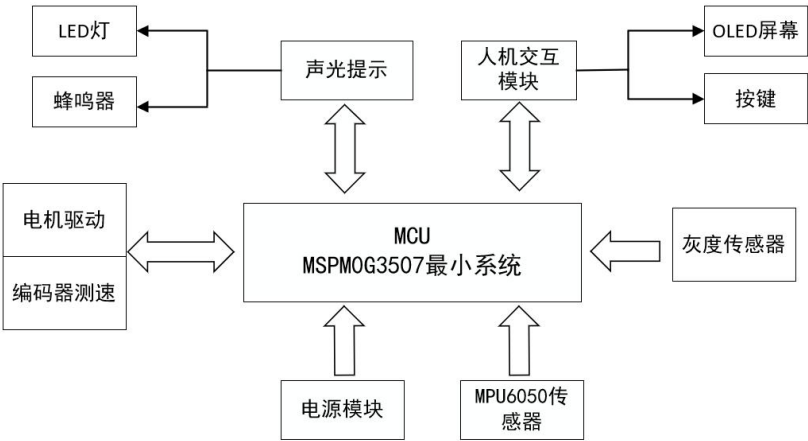 LED灯
声光提示
人机交互
模块
OLED屏幕
蜂鸣器
按键
电机驱动
编码器测速
MCU
MSPM0G3507最小系统
灰度传感器
电源模块
MPU6050传
感器